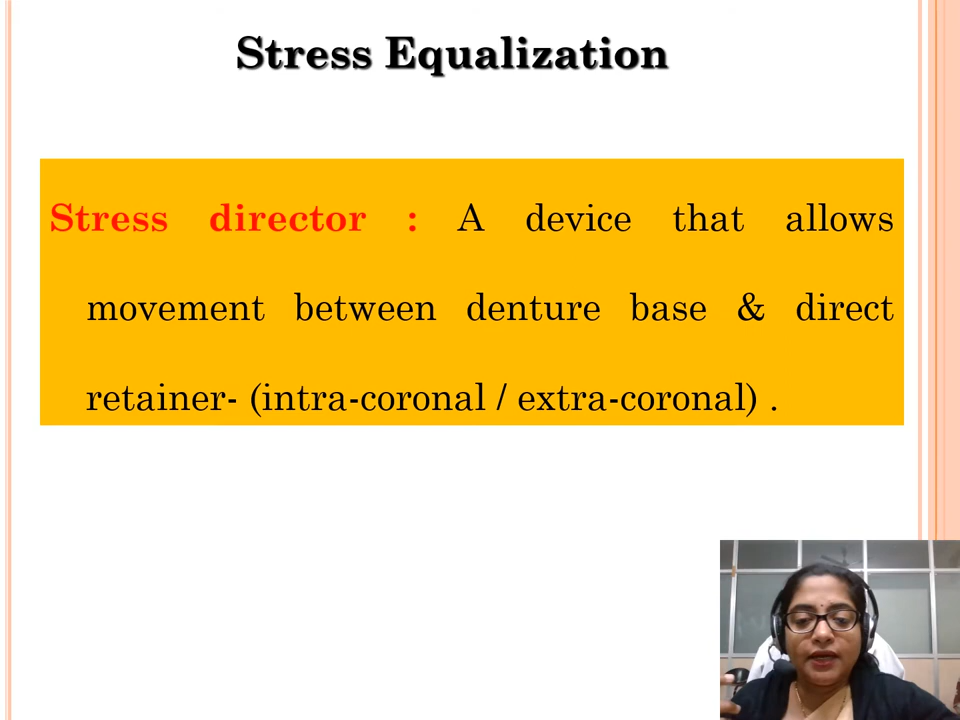 Stress Equalization
Stress director : A device that allows
movement between denture base & direct
retainer- (intra-coronal / extra-coronal) .